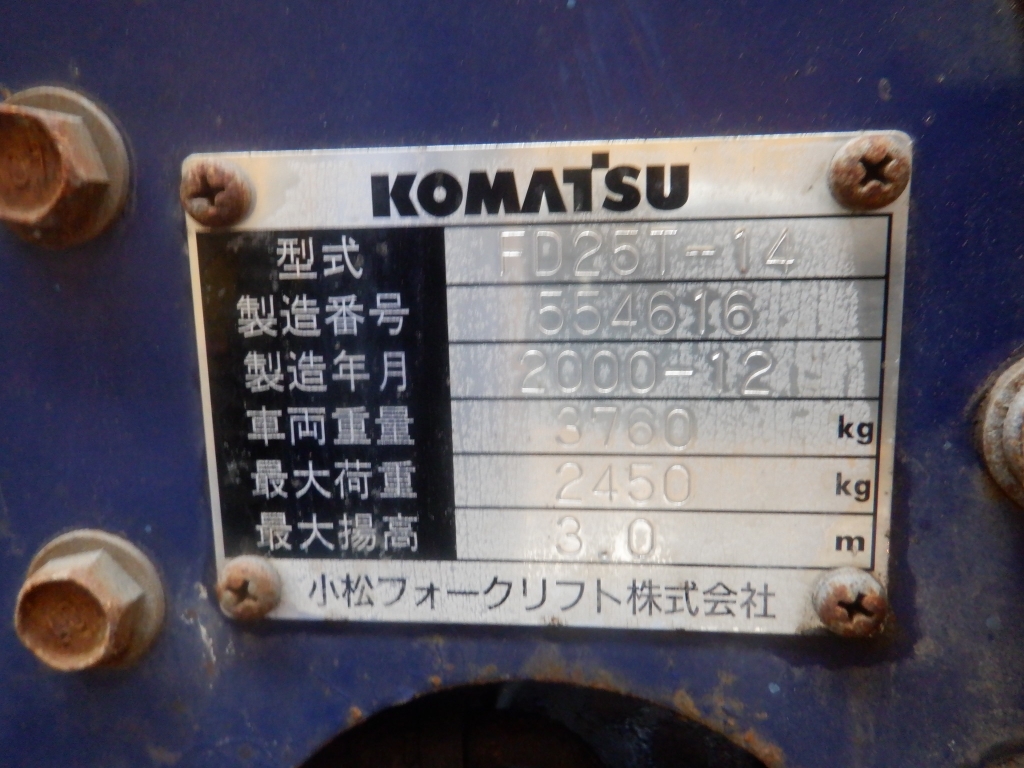 KOMATSU
型式 FD25T-14
製造番号 554616
製造年月 2000-12
車両重量 3760 kg
最大荷重 2450 kg
最大揚高 3.0 m
小松フォークリフト株式会社